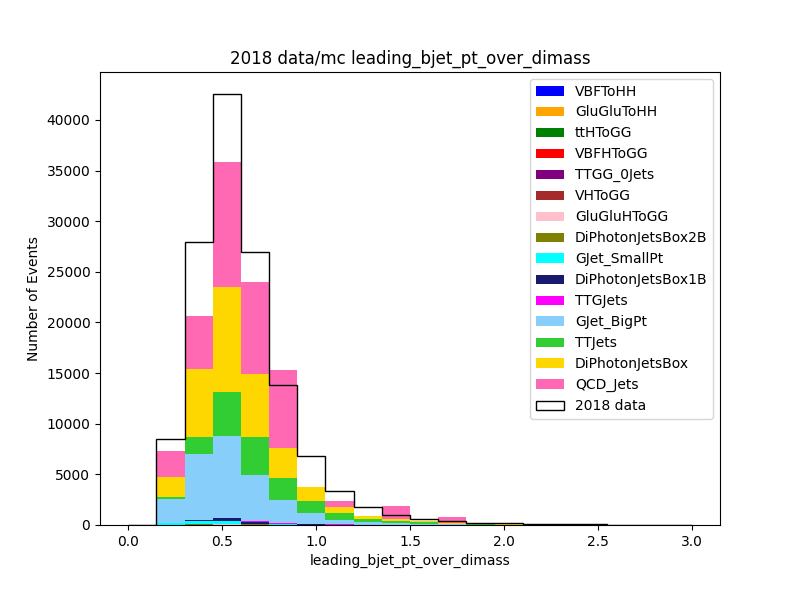 2018 data/mc leading_bjet_pt_over_dimass
Number of Events
40000
35000
30000
25000
20000
15000
10000
5000
0
0.0 0.5 1.0 1.5 2.0 2.5 3.0
leading_bjet_pt_over_dimass
VBFToHH
GluGluToHH
ttHToGG
VBFHToGG
TTGG_0Jets
VHToGG
GluGluHToGG
DiPhotonJetsBox2B
GJet_SmallPt
DiPhotonJetsBox1B
TTGJets
GJet_BigPt
TTJets
DiPhotonJetsBox
QCD_Jets
2018 data